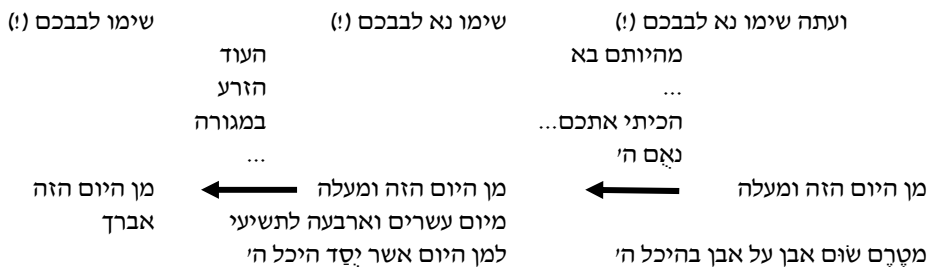 ועתה שימו נא לבבכם (!) שימו נא לבבכם (!) שימו לבבכם (!)
מהיותם בא העוד
... הזרע
הכיתי אתכם... במגורה
נאֻם ה' ...
מן היום הזה ומעלה מן היום הזה ומעלה מן היום הזה
מיום עשרים וארבעה לתשיעי אברך
מטֶרֶם שׂוּם אבן על אבן בהיכל ה' למן היום אשר יֻסַד היכל ה'